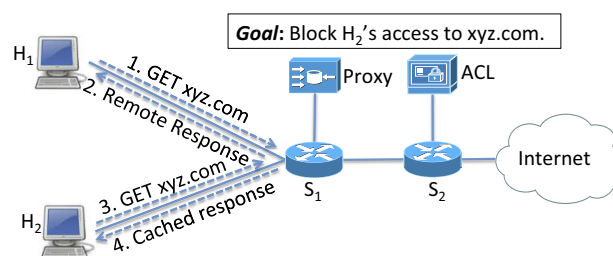 Goal: Block H2's access to xyz.com.
H1
1. GET xyz.com
2. Remote Response
Proxy
ACL
Internet
S1
S2
3. GET xyz.com
4. Cached response
H2